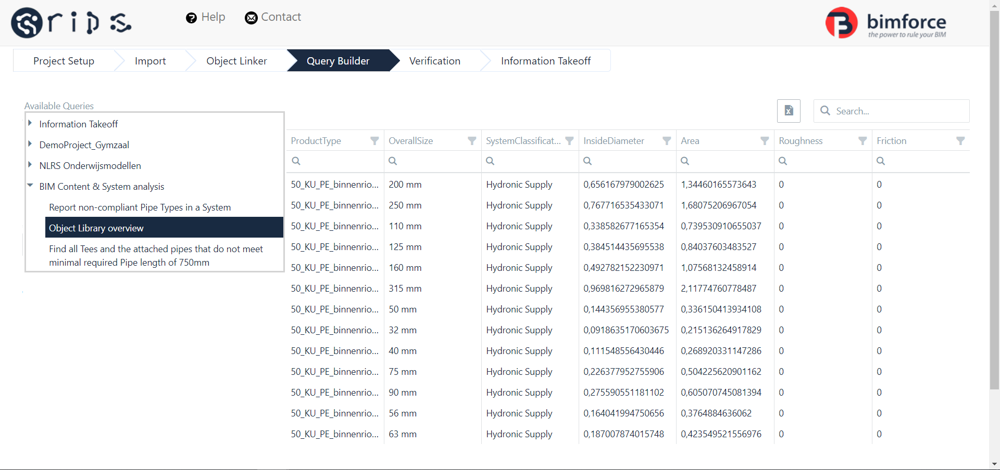 rips
Help
Contact
bimforce
the power to rule your BIM
Project Setup
Import
Object Linker
Query Builder
Verification
Information Takeoff
Available Queries
Search...
Information Takeoff
DemoProject_Gymzaal
NLRS Onderwijsmodellen
BIM Content & System analysis
Report non-compliant Pipe Types in a System
Object Library overview
Find all Tees and the attached pipes that do not meet
minimal required Pipe length of 750mm
ProductType OverallSize SystemClassificat... InsideDiameter Area Roughness Friction
50_KU_PE_binnenrio... 200 mm Hydronic Supply 0,656167979002625 1,34460165573643 0 0
50_KU_PE_binnenrio... 250 mm Hydronic Supply 0,767716535433071 1,68075206967054 0 0
50_KU_PE_binnenrio... 110 mm Hydronic Supply 0,338582677165354 0,739530910655037 0 0
50_KU_PE_binnenrio... 125 mm Hydronic Supply 0,384514435695538 0,84037603483527 0 0
50_KU_PE_binnenrio... 160 mm Hydronic Supply 0,492782152230971 1,07568132458914 0 0
50_KU_PE_binnenrio... 315 mm Hydronic Supply 0,969816272965879 2,11774760778487 0 0
50_KU_PE_binnenrio... 50 mm Hydronic Supply 0,144356955380577 0,336150413934108 0 0
50_KU_PE_binnenrio... 32 mm Hydronic Supply 0,0918635170603675 0,215136264917829 0 0
50_KU_PE_binnenrio... 40 mm Hydronic Supply 0,111548556430446 0,268920331147286 0 0
50_KU_PE_binnenrio... 75 mm Hydronic Supply 0,226377952755906 0,504225620901162 0 0
50_KU_PE_binnenrio... 90 mm Hydronic Supply 0,275590551181102 0,605070745081394 0 0
50_KU_PE_binnenrio... 56 mm Hydronic Supply 0,164041994750656 0,3764884636062 0 0
50_KU_PE_binnenrio... 63 mm Hydronic Supply 0,187007874015748 0,423549521556976 0 0